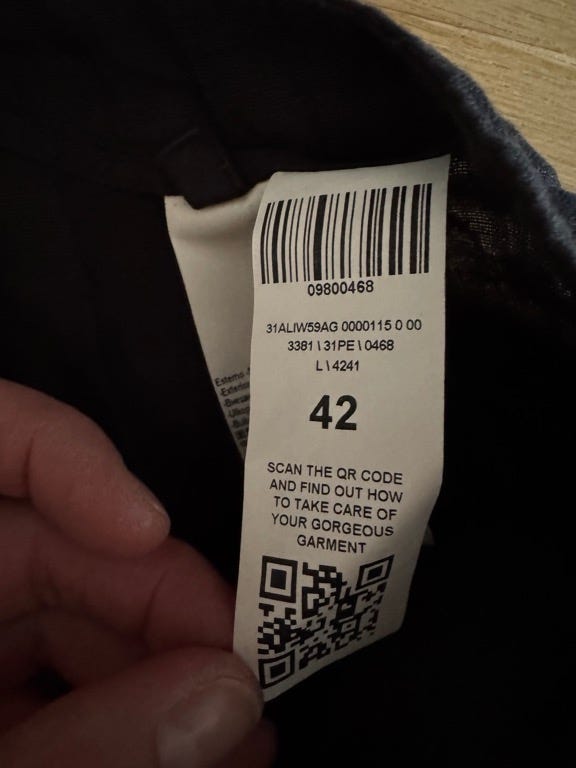 09800468
31ALIW59AG 0000115 0 00
3381 \ 31PE \ 0468
L \ 4241
42
SCAN THE QR CODE
AND FIND OUT HOW
TO TAKE CARE OF
YOUR GORGEOUS
GARMENT
Esterno